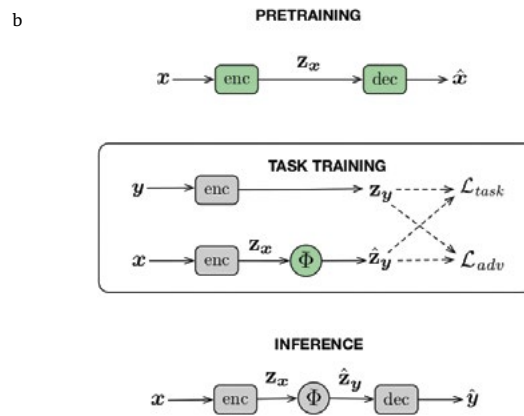 b
PRETRAINING
x enc z_x dec x̂
TASK TRAINING
y enc z_y ℒ_task
x enc z_x Φ ẑ_y ℒ_adv
INFERENCE
x enc z_x Φ ẑ_y dec ŷ